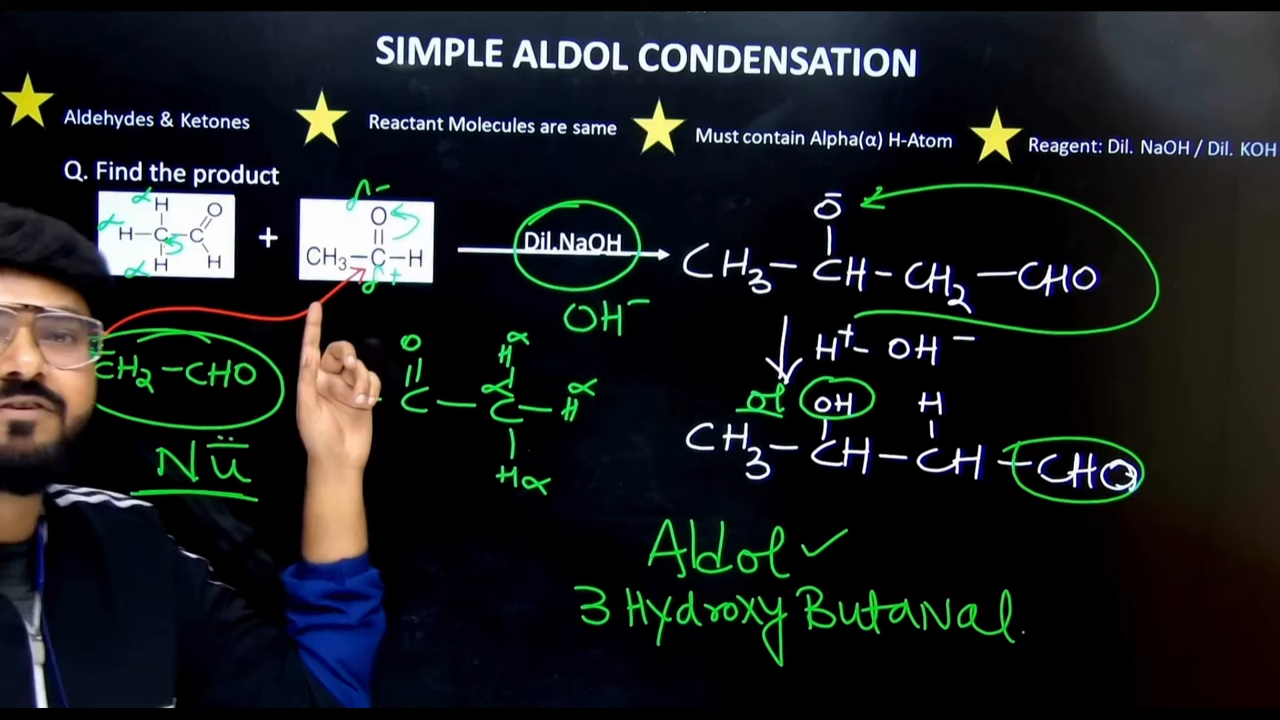 SIMPLE ALDOL CONDENSATION
Aldehydes & Ketones
Reactant Molecules are same
Must contain Alpha(α) H-Atom
Reagent: Dil. NaOH / Dil. KOH
Q. Find the product
α H O
α H–C–C
α H H
+
δ-
O
||
CH₃–C–H
δ+
Dil.NaOH
OH⁻
Ō
|
CH₃–CH–CH₂–CHO
H⁺– OH⁻
CH₂–CHO
Nü
O
||
C–C–H α
α
H α
|
Hα
ol OH H
CH₃–CH–CH–CHO
Aldol ✓
3 Hydroxy Butanal.